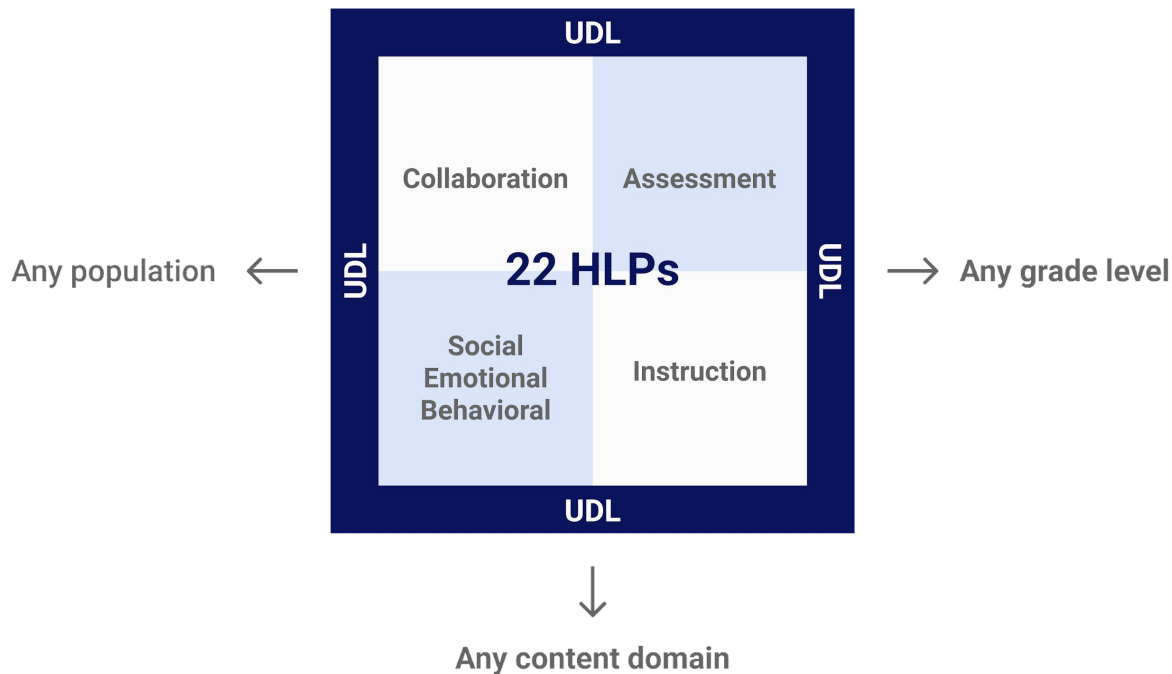 UDL
Collaboration
Assessment
22 HLPs
UDL
UDL
Any population
Any grade level
Social
Emotional
Behavioral
Instruction
UDL
Any content domain